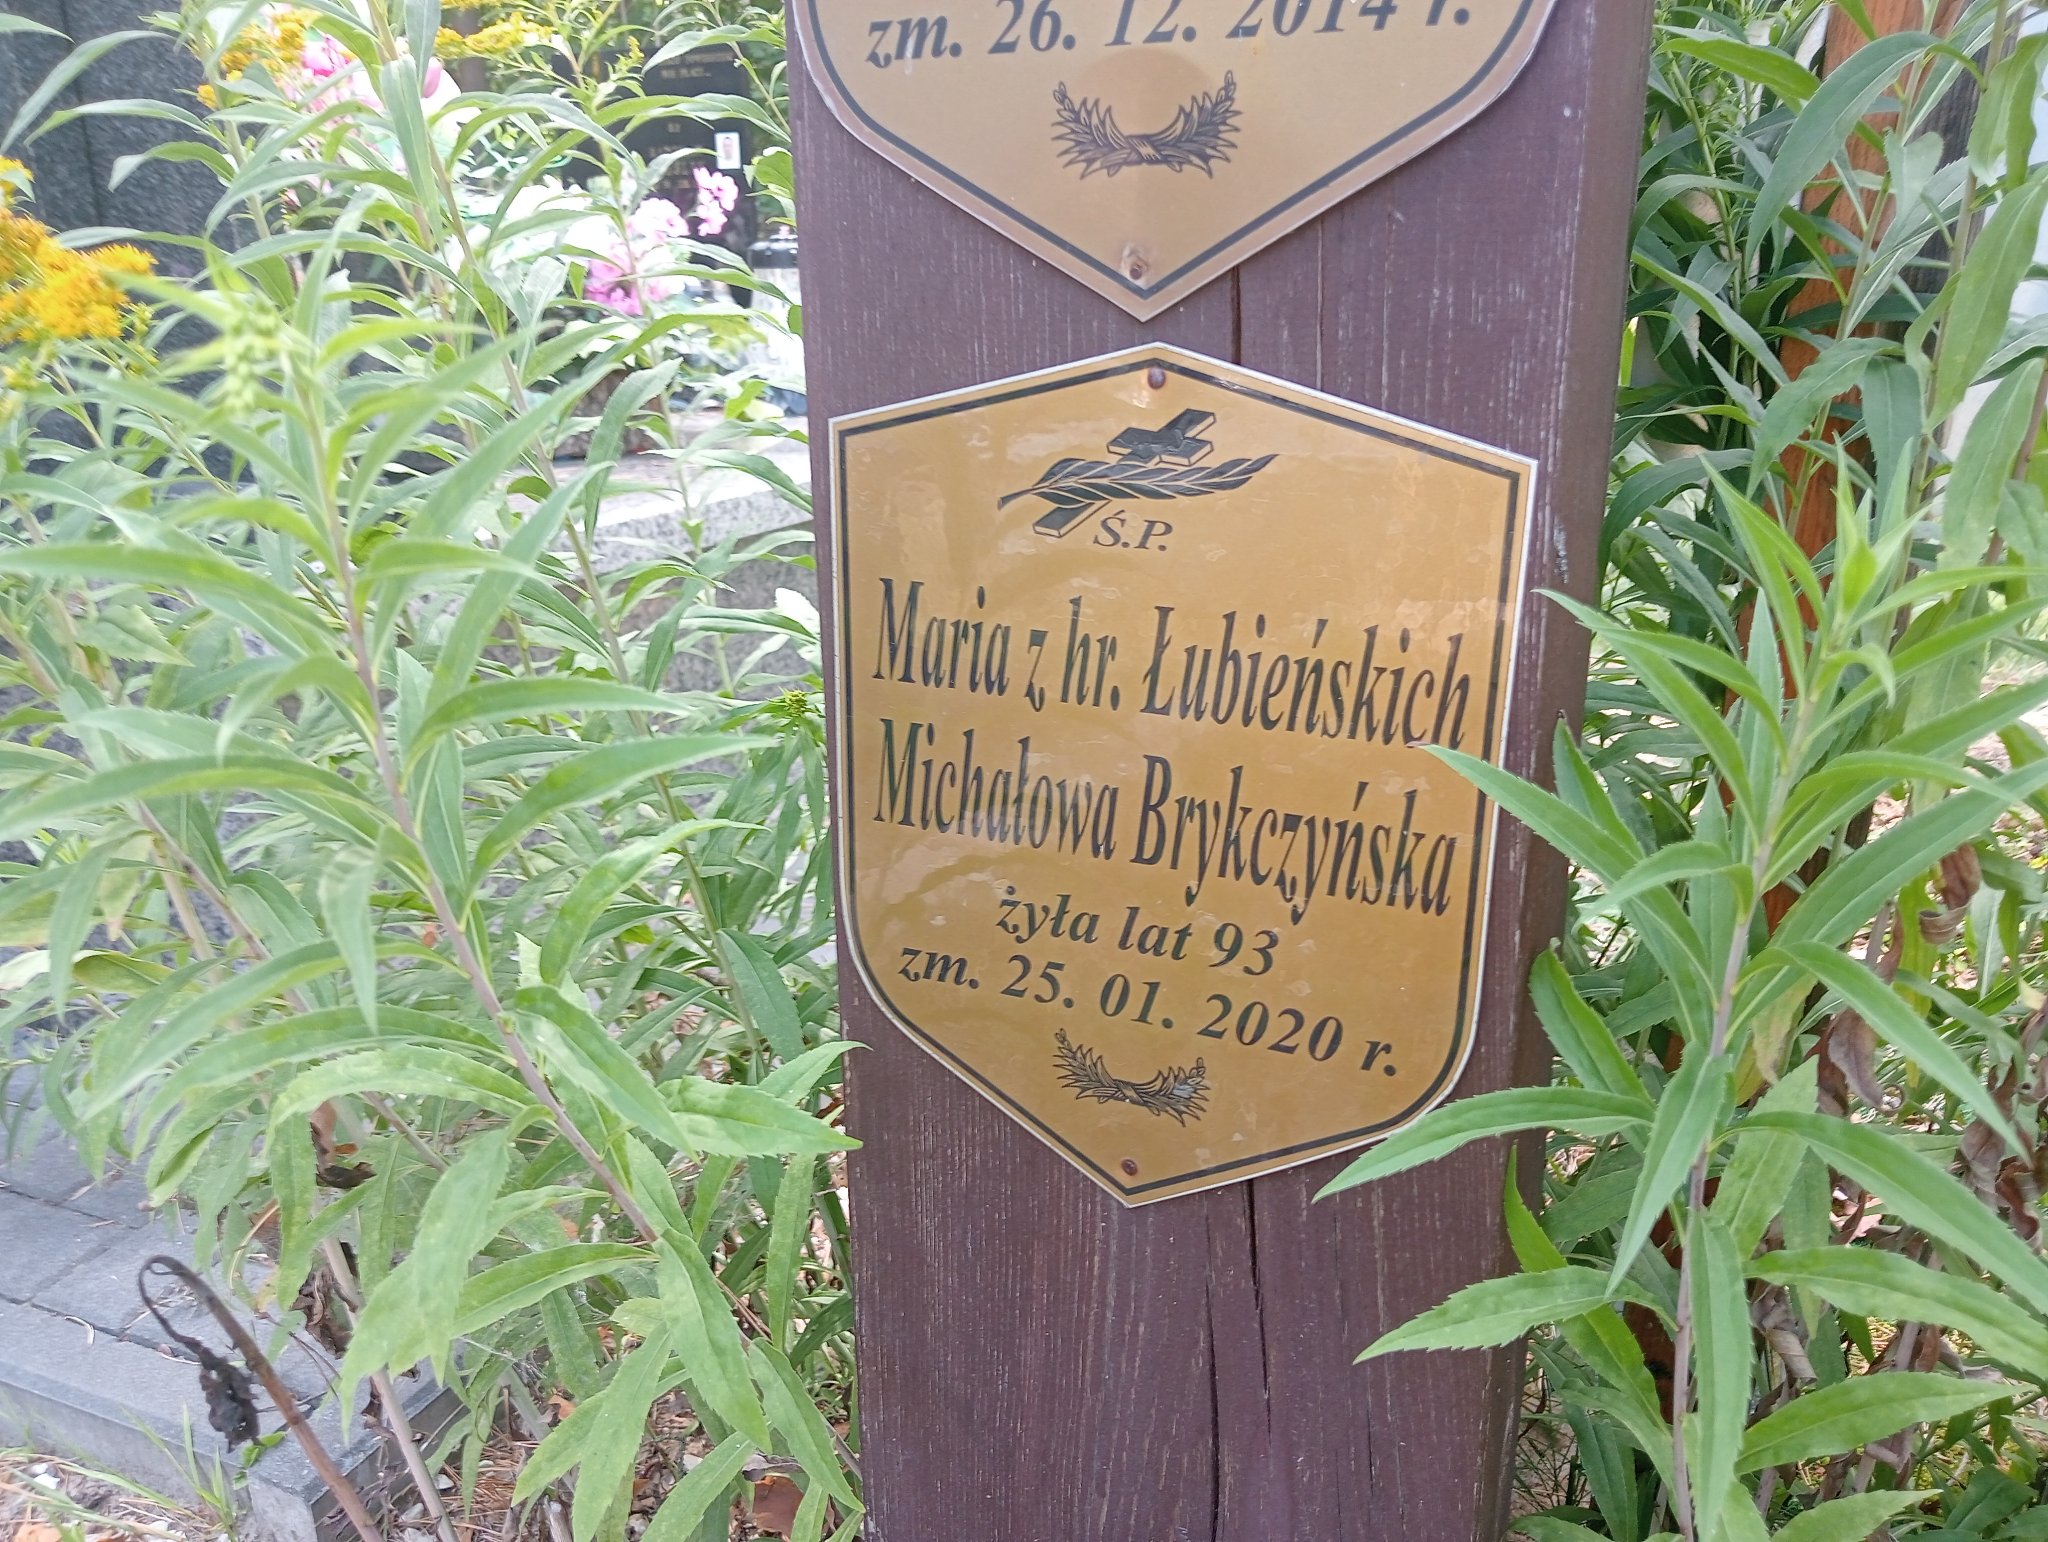 zm. 26. 12. 2014 r.
Ś.P.
Maria z hr. Łubieńskich
Michałowa Brykczyńska
żyła lat 93
zm. 25. 01. 2020 r.